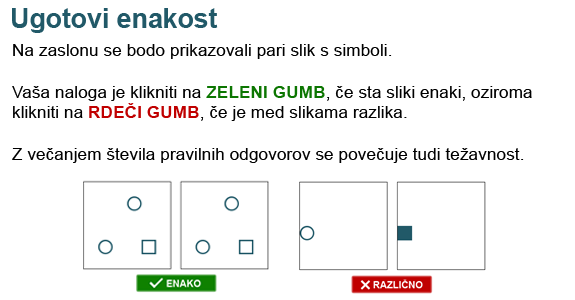 Ugotovi enakost
Na zaslonu se bodo prikazovali pari slik s simboli.
Vaša naloga je klikniti na ZELENI GUMB, če sta sliki enaki, oziroma
klikniti na RDEČI GUMB, če je med slikama razlika.
Z večanjem števila pravilnih odgovorov se povečuje tudi težavnost.
ENAKO
RAZLIČNO